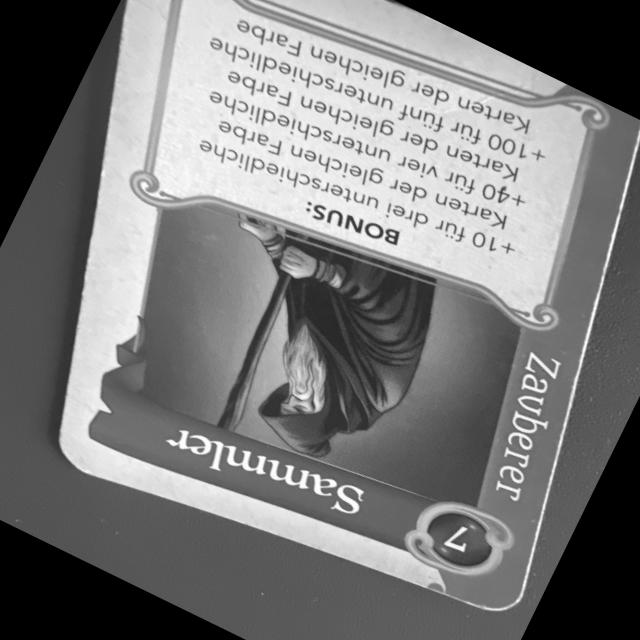 7
Sammler
Zauberer
BONUS:
+10 für drei unterschiedliche
Karten der gleichen Farbe
+40 für vier unterschiedliche
Karten der gleichen Farbe
+100 für fünf unterschiedliche
Karten der gleichen Farbe